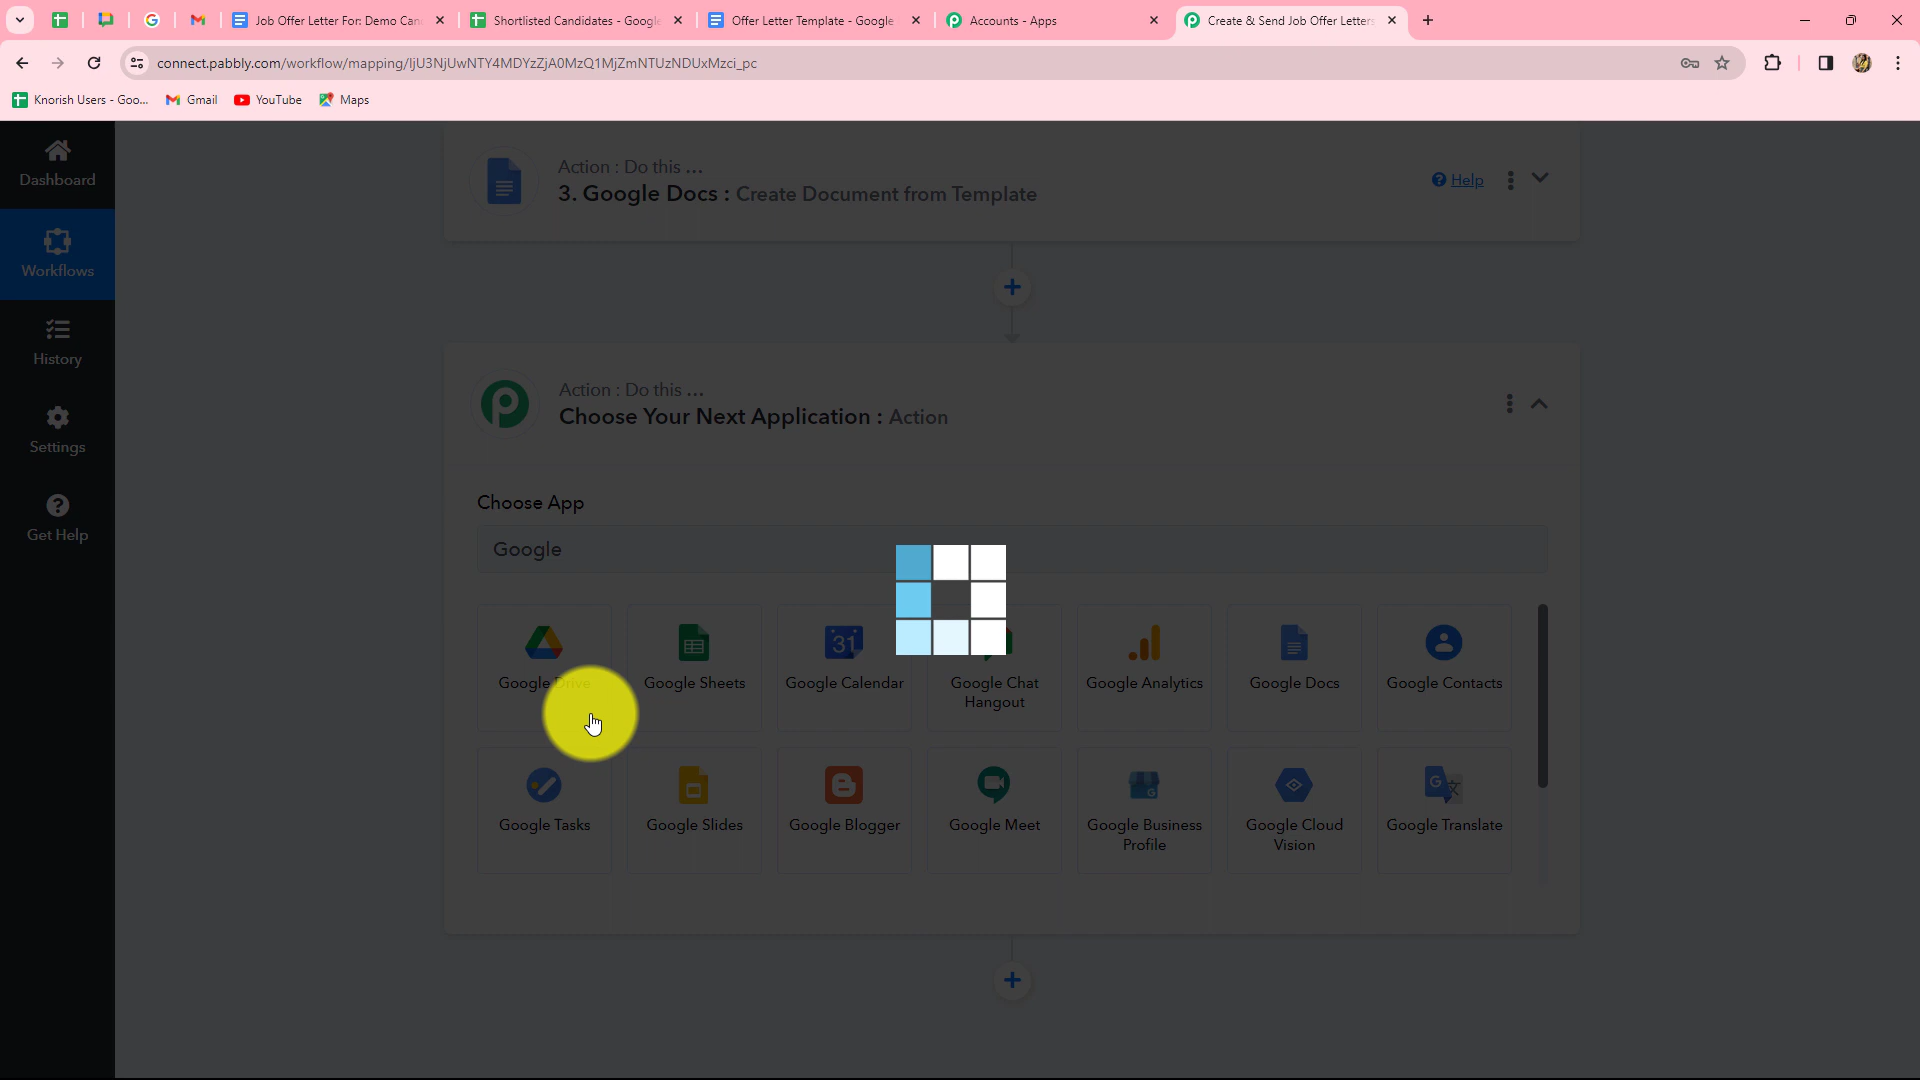 Job Offer Letter For: Demo Can
Shortlisted Candidates - Google
Offer Letter Template - Google
Accounts - Apps
Create & Send Job Offer Letters
connect.pabbly.com/workflow/mapping/IjU3NjUwNTY4MDYzZjA0MzQ1MjZmNTUzNDUxMzci_pc
Knorish Users - Goo...
Gmail
YouTube
Maps
Dashboard
Workflows
History
Settings
Get Help
Action : Do this ...
3. Google Docs : Create Document from Template
Help
Action : Do this ...
Choose Your Next Application : Action
Choose App
Google
Google Drive
Google Sheets
31
Google Calendar
Google Chat
Hangout
Google Analytics
Google Docs
Google Contacts
Google Tasks
Google Slides
Google Blogger
Google Meet
Google Business
Profile
Google Cloud
Vision
Google Translate